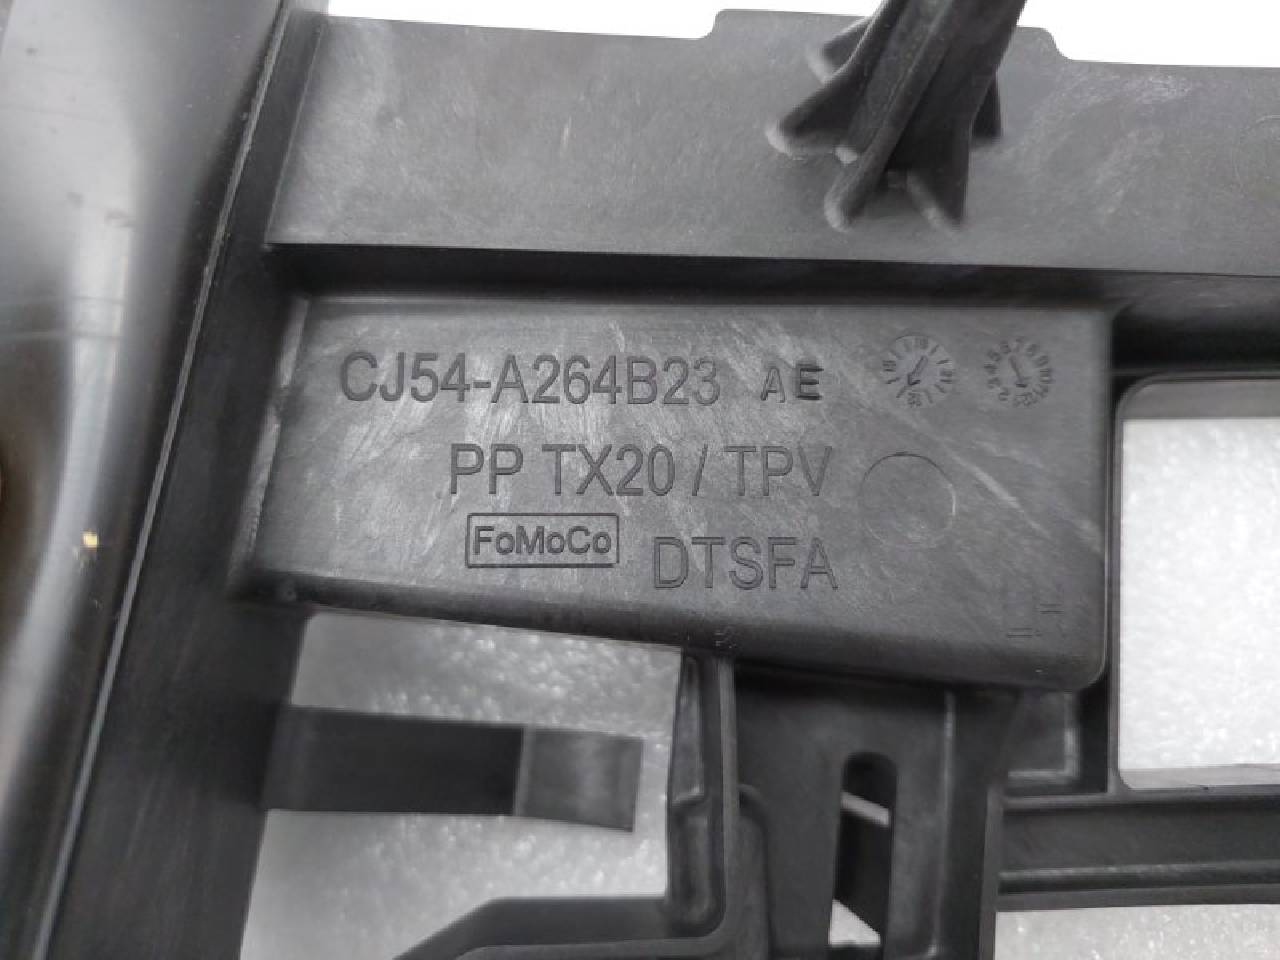 CJ54-A264B23 AE
PP TX20 / TPV
FoMoCo DTSFA